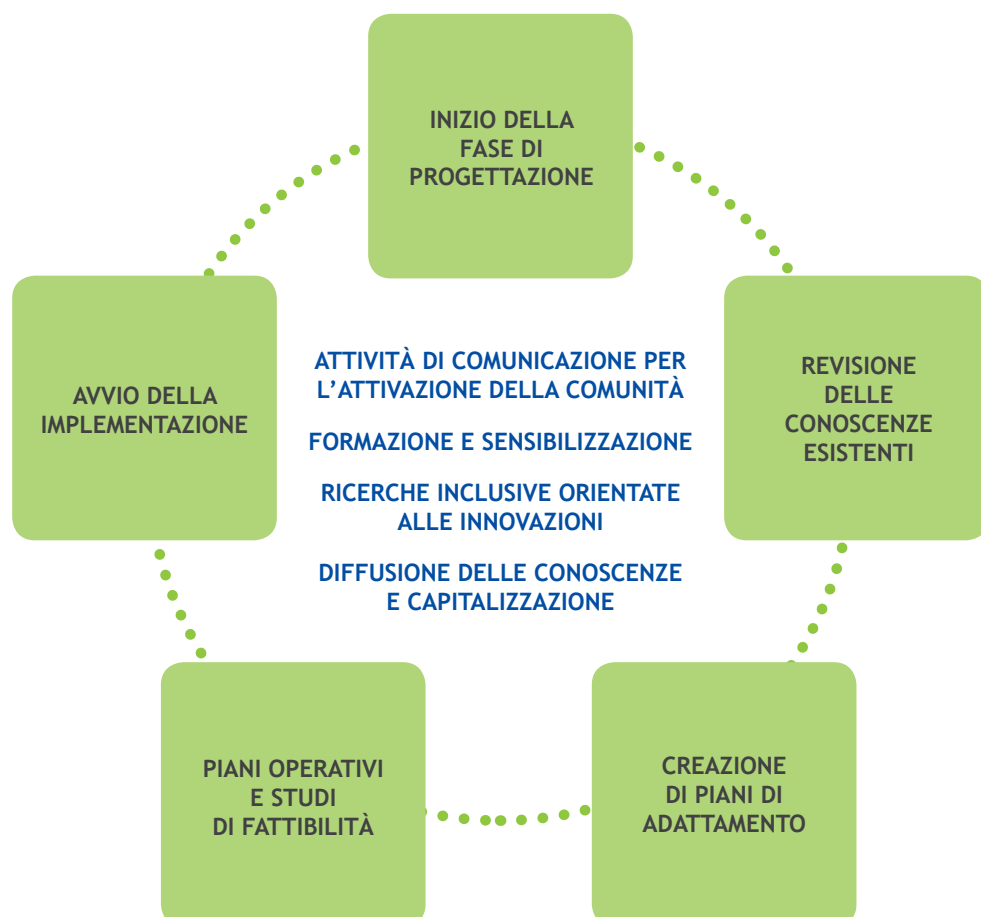 INIZIO DELLA
FASE DI
PROGETTAZIONE
REVISIONE
DELLE
CONOSCENZE
ESISTENTI
CREAZIONE
DI PIANI DI
ADATTAMENTO
PIANI OPERATIVI
E STUDI
DI FATTIBILITÀ
AVVIO DELLA
IMPLEMENTAZIONE
ATTIVITÀ DI COMUNICAZIONE PER
L’ATTIVAZIONE DELLA COMUNITÀ
FORMAZIONE E SENSIBILIZZAZIONE
RICERCHE INCLUSIVE ORIENTATE
ALLE INNOVAZIONI
DIFFUSIONE DELLE CONOSCENZE
E CAPITALIZZAZIONE